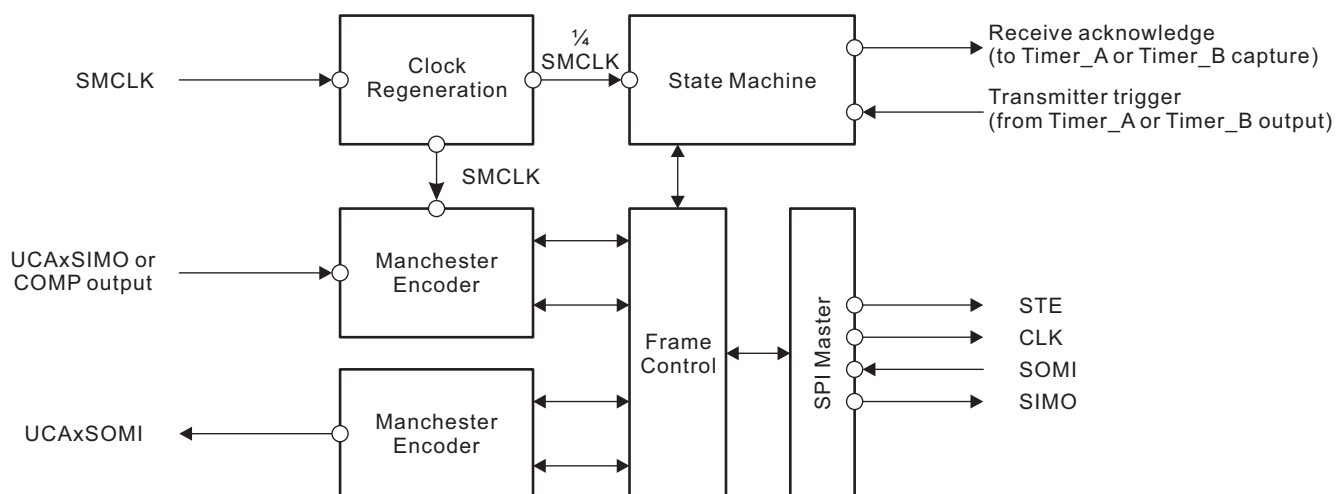 SMCLK
Clock
Regeneration
¼
SMCLK
State Machine
Receive acknowledge
(to Timer_A or Timer_B capture)
Transmitter trigger
(from Timer_A or Timer_B output)
SMCLK
UCAxSIMO or
COMP output
Manchester
Encoder
Frame
Control
SPI Master
STE
CLK
SOMI
SIMO
UCAxSOMI
Manchester
Encoder